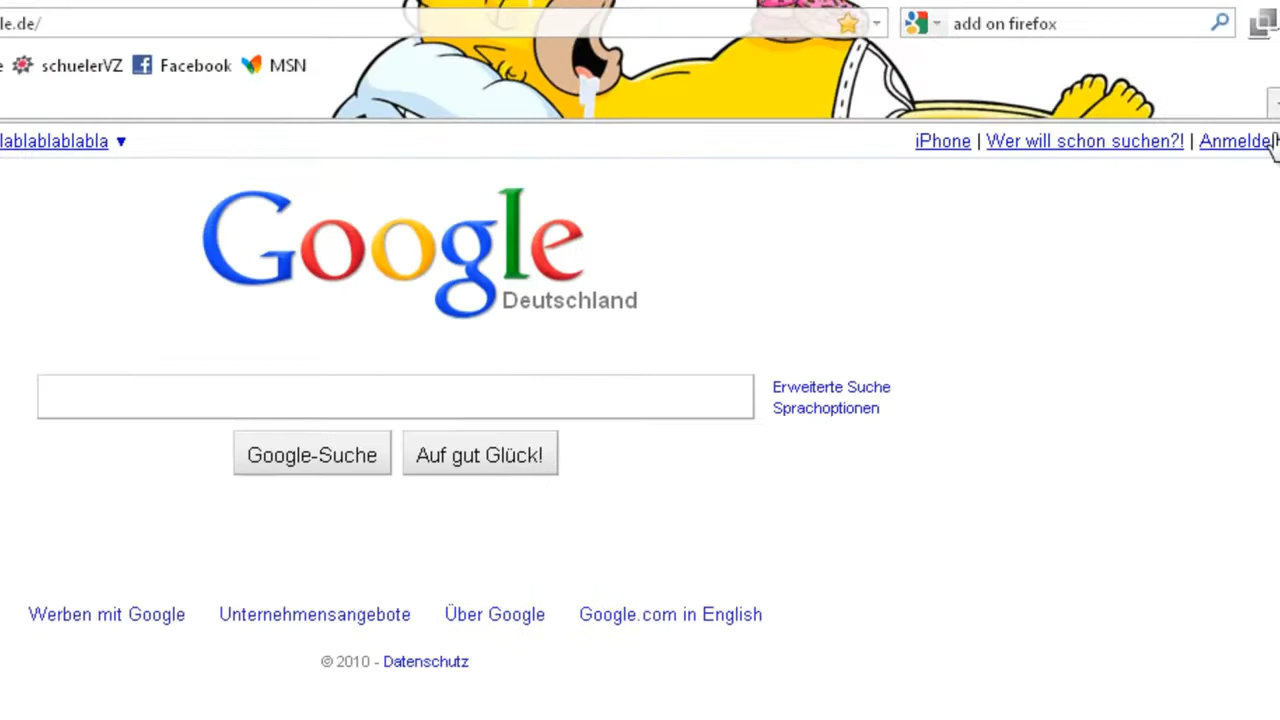 le.de/
add on firefox
e schuelerVZ Facebook MSN
lablablablabla ▼
iPhone | Wer will schon suchen?! | Anmelde
Google
Deutschland
Erweiterte Suche
Sprachoptionen
Google-Suche
Auf gut Glück!
Werben mit Google Unternehmensangebote Über Google Google.com in English
© 2010 - Datenschutz